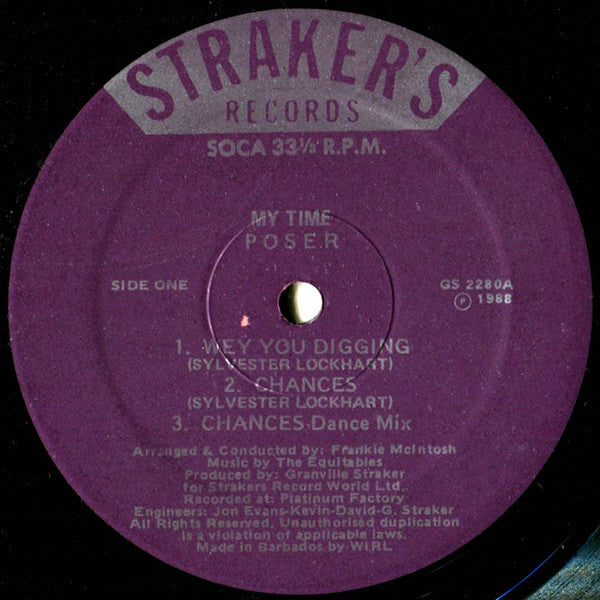 STRAKER'S
RECORDS
SOCA 33⅓ R.P.M.
MY TIME
POSER
SIDE ONE
GS 2280A
℗ 1988
1. WEY YOU DIGGING
(SYLVESTER LOCKHART)
2. CHANCES
(SYLVESTER LOCKHART)
3. CHANCES-Dance Mix
Arranged & Conducted by: Frankie McIntosh
Music by The Equitables
Produced by: Granville Straker
for Strakers Record World Ltd.
Recorded at: Platinum Factory
Engineers: Jon Evans-Kevin-David-G. Straker
All Rights Reserved, Unauthorised duplication
is a violation of applicable laws.
Made in Barbados by WIRL